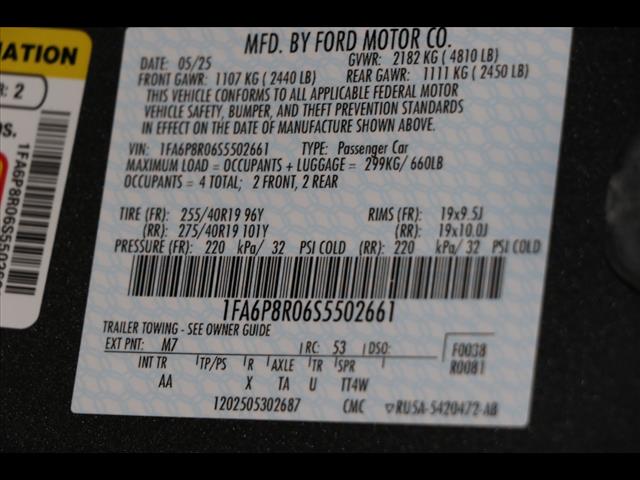 MFD. BY FORD MOTOR CO.
DATE: 05/25 GVWR: 2182 KG ( 4810 LB)
FRONT GAWR: 1107 KG ( 2440 LB) REAR GAWR: 1111 KG ( 2450 LB)
THIS VEHICLE CONFORMS TO ALL APPLICABLE FEDERAL MOTOR
VEHICLE SAFETY, BUMPER, AND THEFT PREVENTION STANDARDS
IN EFFECT ON THE DATE OF MANUFACTURE SHOWN ABOVE.
VIN: 1FA6P8R06S5502661 TYPE: Passenger Car
MAXIMUM LOAD = OCCUPANTS + LUGGAGE = 299KG/ 660LB
OCCUPANTS = 4 TOTAL; 2 FRONT, 2 REAR
TIRE (FR): 255/40R19 96Y RIMS (FR): 19x9.5J
(RR): 275/40R19 101Y (RR): 19x10.0J
PRESSURE (FR): 220 kPa/ 32 PSI COLD (RR): 220 kPa/ 32 PSI COLD
1FA6P8R06S5502661
TRAILER TOWING - SEE OWNER GUIDE
EXT PNT: M7 RC: 53 DSO: F0038
R0081
INT TR TP/PS R AXLE TR SPR
AA X TA U TT4W
1202505302687 CMC RU5A-5420472-AB
MATION
: 2
1FA6P8R06S55026